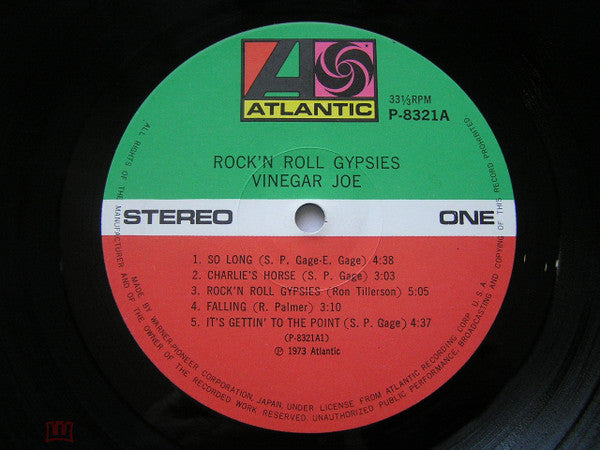 ATLANTIC
33⅓RPM
P-8321A
ROCK'N ROLL GYPSIES
VINEGAR JOE
STEREO
ONE
1. SO LONG (S. P. Gage-E. Gage) 4:38
2. CHARLIE'S HORSE (S. P. Gage) 3:03
3. ROCK'N ROLL GYPSIES (Ron Tillerson) 5:05
4. FALLING (R. Palmer) 3:10
5. IT'S GETTIN' TO THE POINT (S. P. Gage) 4:37
(P-8321A1)
Ⓟ 1973 Atlantic
ALL RIGHTS OF THE MANUFACTURER AND OF THE OWNER OF THE RECORDED WORK RESERVED. UNAUTHORIZED PUBLIC PERFORMANCE, BROADCASTING AND COPYING OF THIS RECORD PROHIBITED
MADE BY WARNER-PIONEER CORPORATION, JAPAN, UNDER LICENSE FROM ATLANTIC RECORDING CORP. U.S.A.